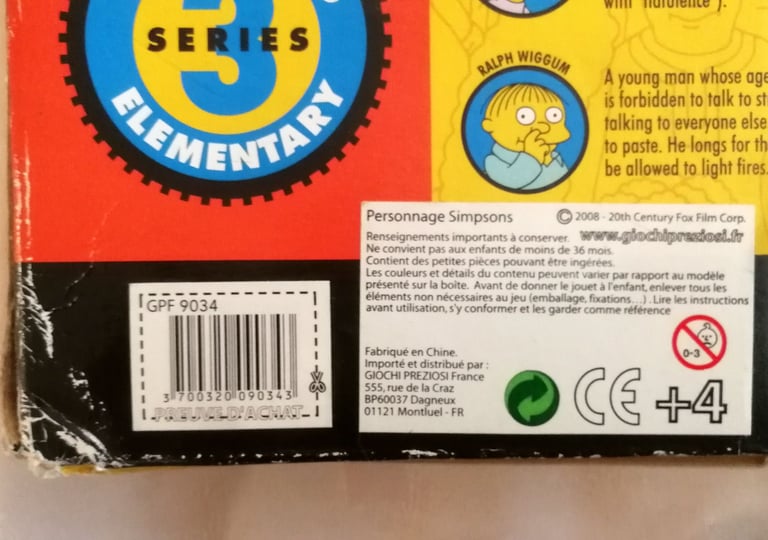 3
SERIES
ELEMENTARY
with "flatulence").
RALPH WIGGUM
A young man whose age
is forbidden to talk to st
talking to everyone else
to paste. He longs for th
be allowed to light fires.
Personnage Simpsons © 2008 - 20th Century Fox Film Corp.
Renseignements importants à conserver. www.giochipreziosi.fr
Ne convient pas aux enfants de moins de 36 mois.
Contient des petites pièces pouvant être ingérées.
Les couleurs et détails du contenu peuvent varier par rapport au modèle
présenté sur la boîte. Avant de donner le jouet à l'enfant, enlever tous les
éléments non nécessaires au jeu (emballage, fixations...) . Lire les instructions
avant utilisation, s'y conformer et les garder comme référence
0-3
Fabriqué en Chine.
Importé et distribué par :
GIOCHI PREZIOSI France
555, rue de la Craz
BP60037 Dagneux
01121 Montluel - FR
CE +4
GPF 9034
3 700320 090343
PREUVE D'ACHAT